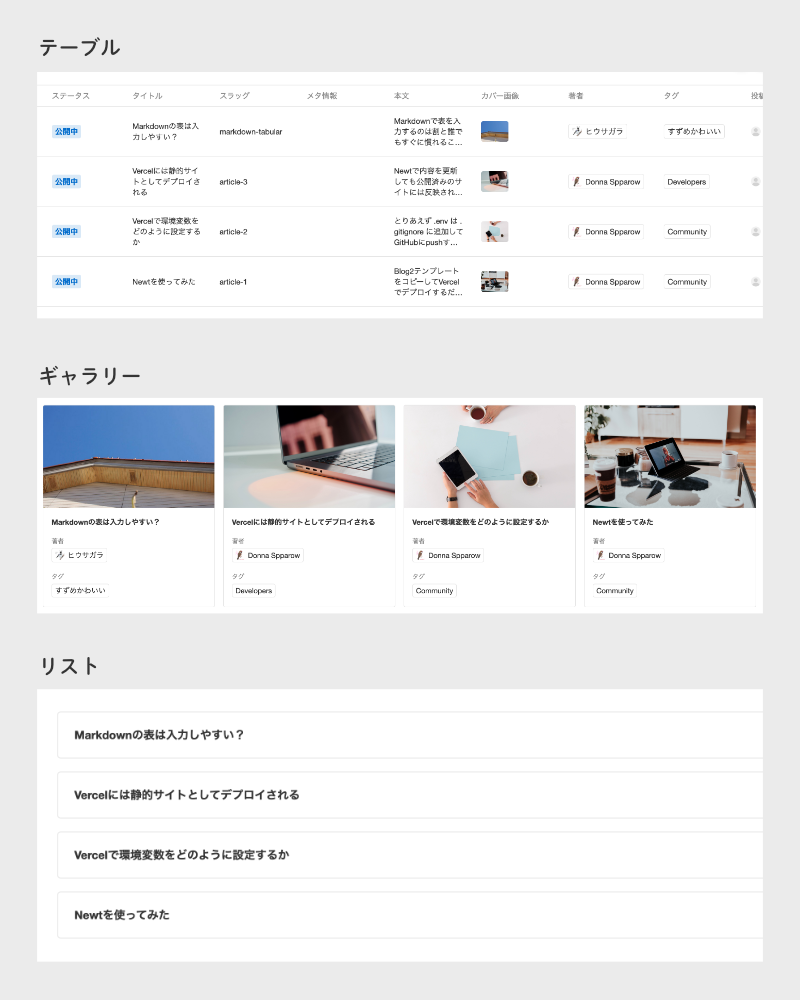 テーブル
ステータス タイトル スラッグ メタ情報 本文 カバー画像 著者 タグ
公開中 Markdownの表は入力しやすい？ markdown-tabular Markdownで表を入力するのは割と誰でもすぐに慣れるこ… ヒウサガラ すずめかわいい
公開中 Vercelには静的サイトとしてデプロイされる article-3 Newtで内容を更新しても公開済みのサイトには反映され… Donna Spparow Developers
公開中 Vercelで環境変数をどのように設定するか article-2 とりあえず .env は .gitignore に追加してGitHubにpushす… Donna Spparow Community
公開中 Newtを使ってみた article-1 Blog2テンプレートをコピーしてVercelでデプロイするだ… Donna Spparow Community
ギャラリー
Markdownの表は入力しやすい？
著者
ヒウサガラ
タグ
すずめかわいい
Vercelには静的サイトとしてデプロイされる
著者
Donna Spparow
タグ
Developers
Vercelで環境変数をどのように設定するか
著者
Donna Spparow
タグ
Community
Newtを使ってみた
著者
Donna Spparow
タグ
Community
リスト
Markdownの表は入力しやすい？
Vercelには静的サイトとしてデプロイされる
Vercelで環境変数をどのように設定するか
Newtを使ってみた